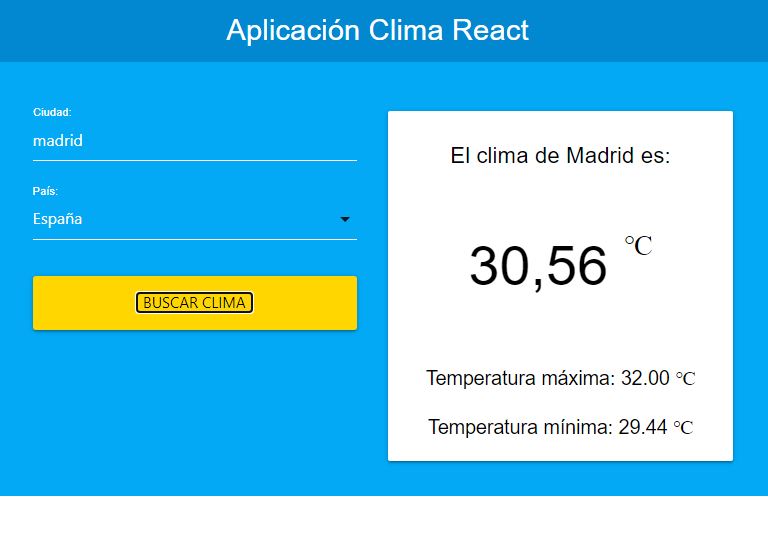 Aplicación Clima React
Ciudad:
madrid
País:
España
BUSCAR CLIMA
El clima de Madrid es:
30,56 ℃
Temperatura máxima: 32.00 ℃
Temperatura mínima: 29.44 ℃